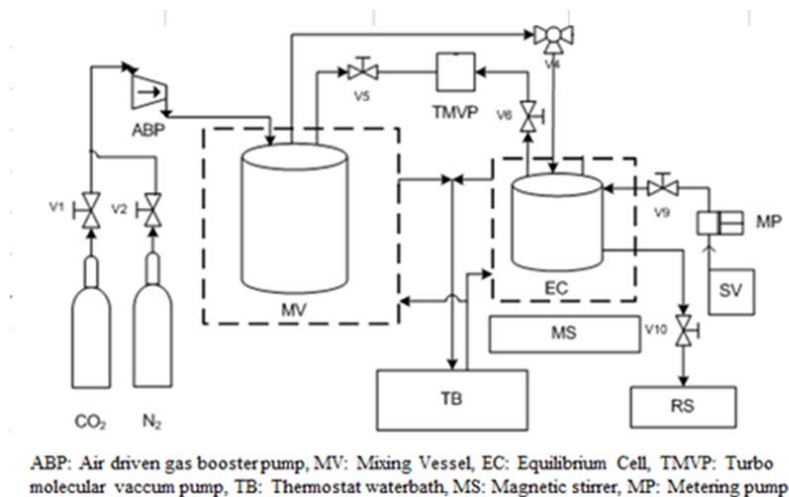 V4
V5
TMVP
V6
ABP
V1
V2
V9
MP
EC
SV
MV
MS
V10
TB
RS
CO₂
N₂
ABP: Air driven gas booster pump, MV: Mixing Vessel, EC: Equilibrium Cell, TMVP: Turbo
molecular vaccum pump, TB: Thermostat waterbath, MS: Magnetic stirrer, MP: Metering pump